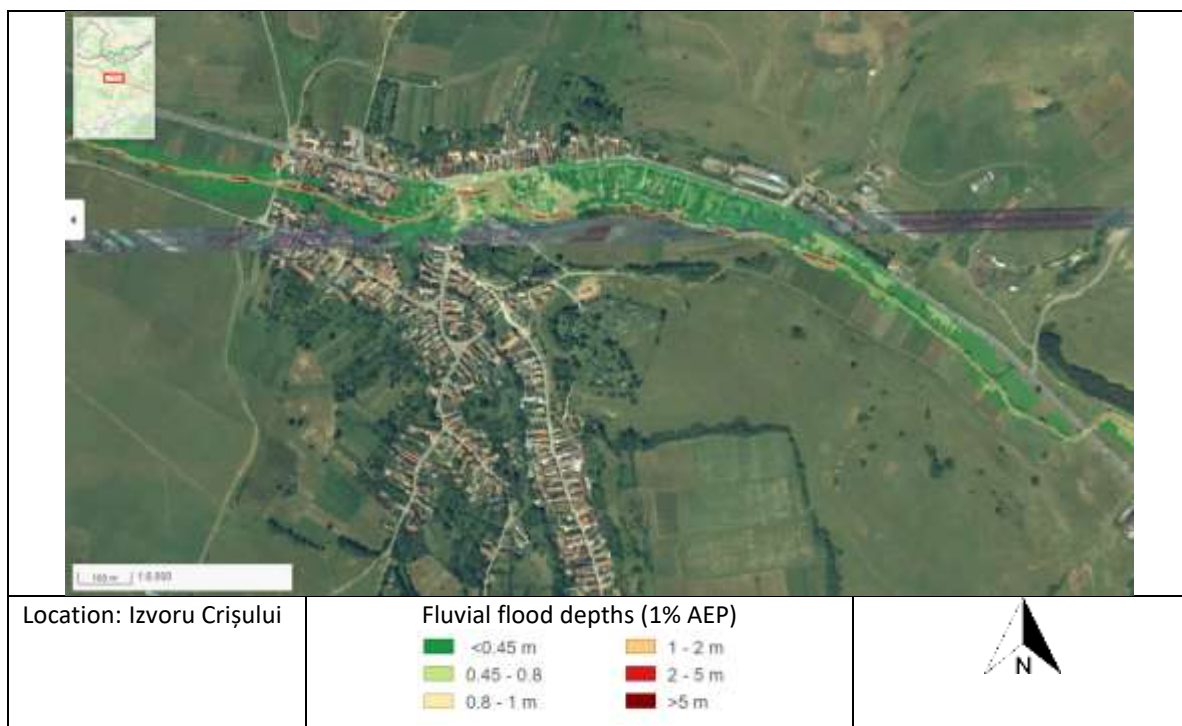 100 m
Location: Izvoru Crișului
Fluvial flood depths (1% AEP)
<0.45 m
1 - 2 m
0.45 - 0.8
2 - 5 m
0.8 - 1 m
>5 m
N